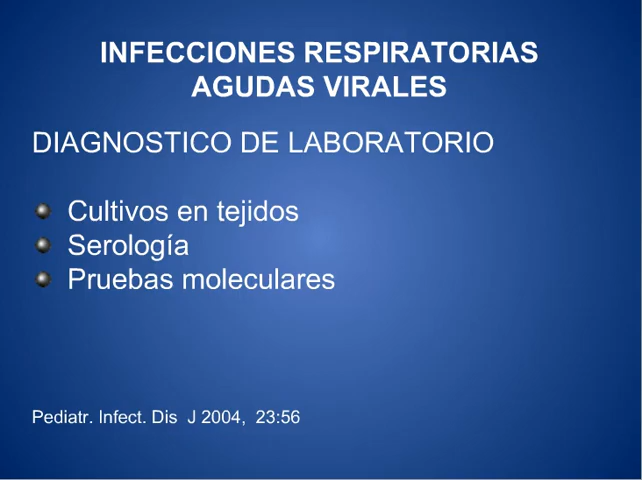 INFECCIONES RESPIRATORIAS
AGUDAS VIRALES
DIAGNOSTICO DE LABORATORIO
Cultivos en tejidos
Serología
Pruebas moleculares
Pediatr. Infect. Dis  J 2004,  23:56